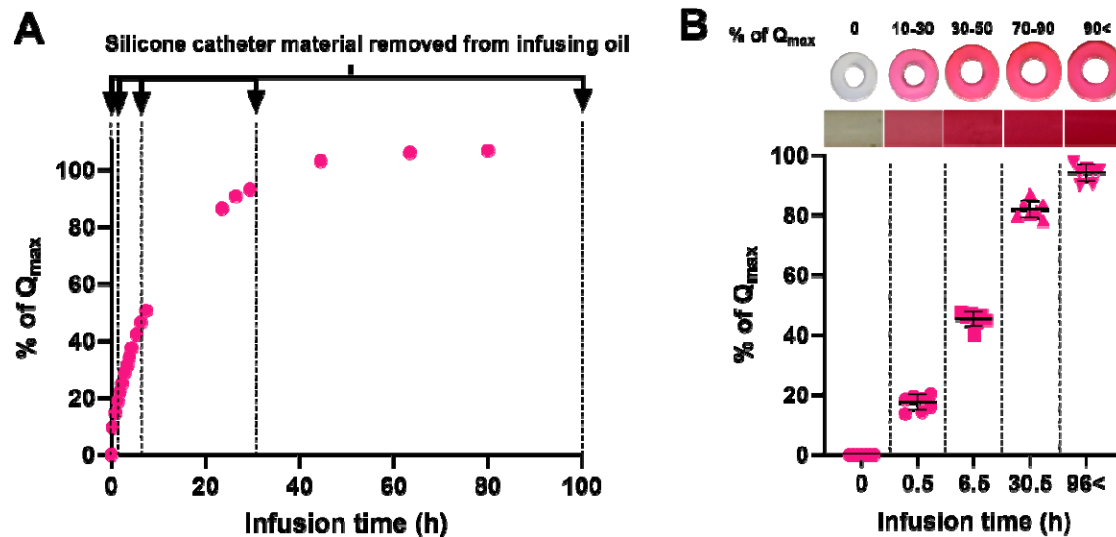 A
Silicone catheter material removed from infusing oil
% of Qmax
100
80
60
40
20
0
0 20 40 60 80 100
Infusion time (h)
B
% of Qmax 0 10-30 30-50 70-90 90<
% of Qmax
100
80
60
40
20
0
0 0.5 6.5 30.5 96<
Infusion time (h)